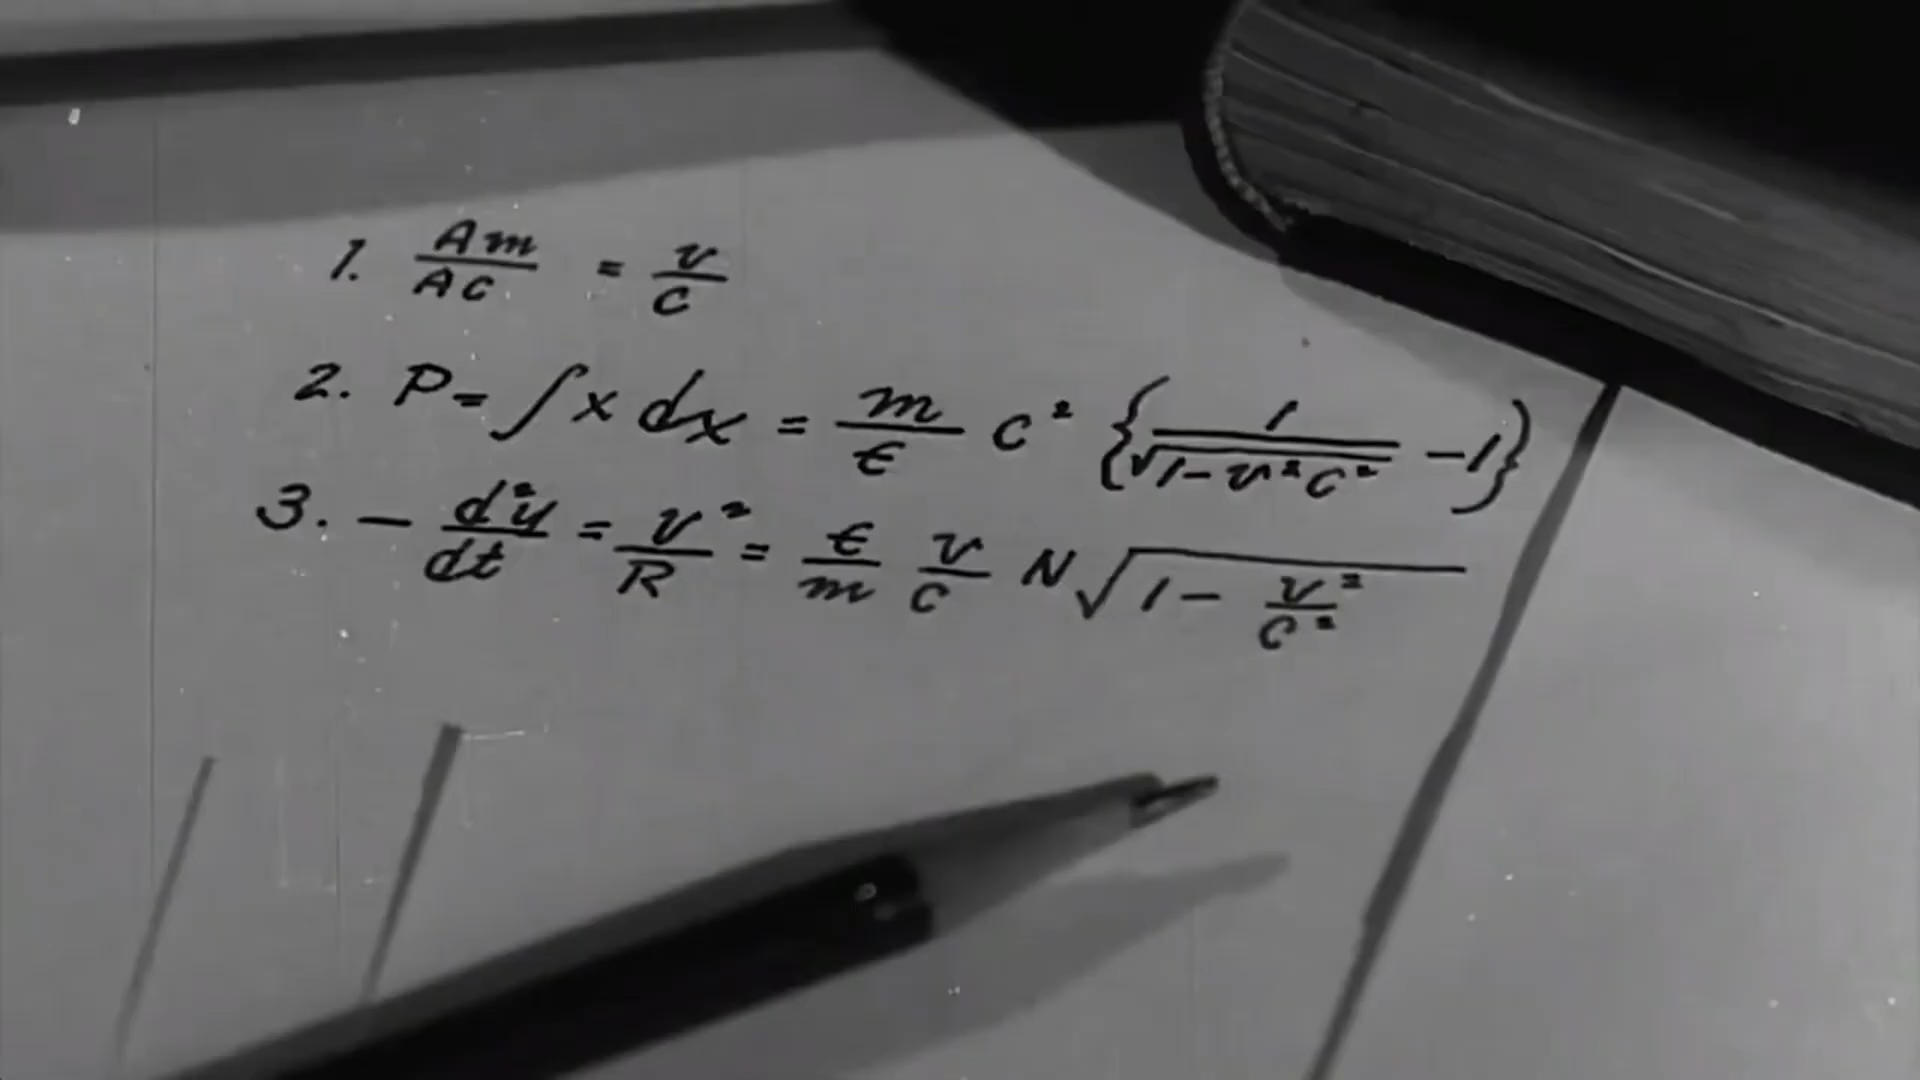 1. Am/Ac = v/c
2. P = ∫x dx = m/ϵ c² {1/√1-v²c² -1}
3. - d²y/dt = v²/R = ϵ/m v/c N√1 - v²/c²